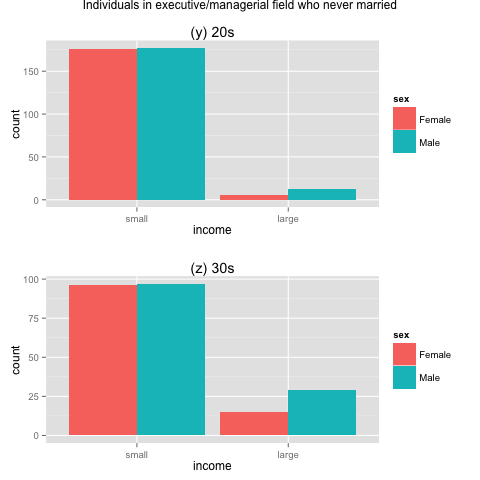 Individuals in executive/managerial field who never married
(y) 20s
150
100
50
0
count
small large
income
sex
Female
Male
(z) 30s
100
75
50
25
0
count
small large
income
sex
Female
Male